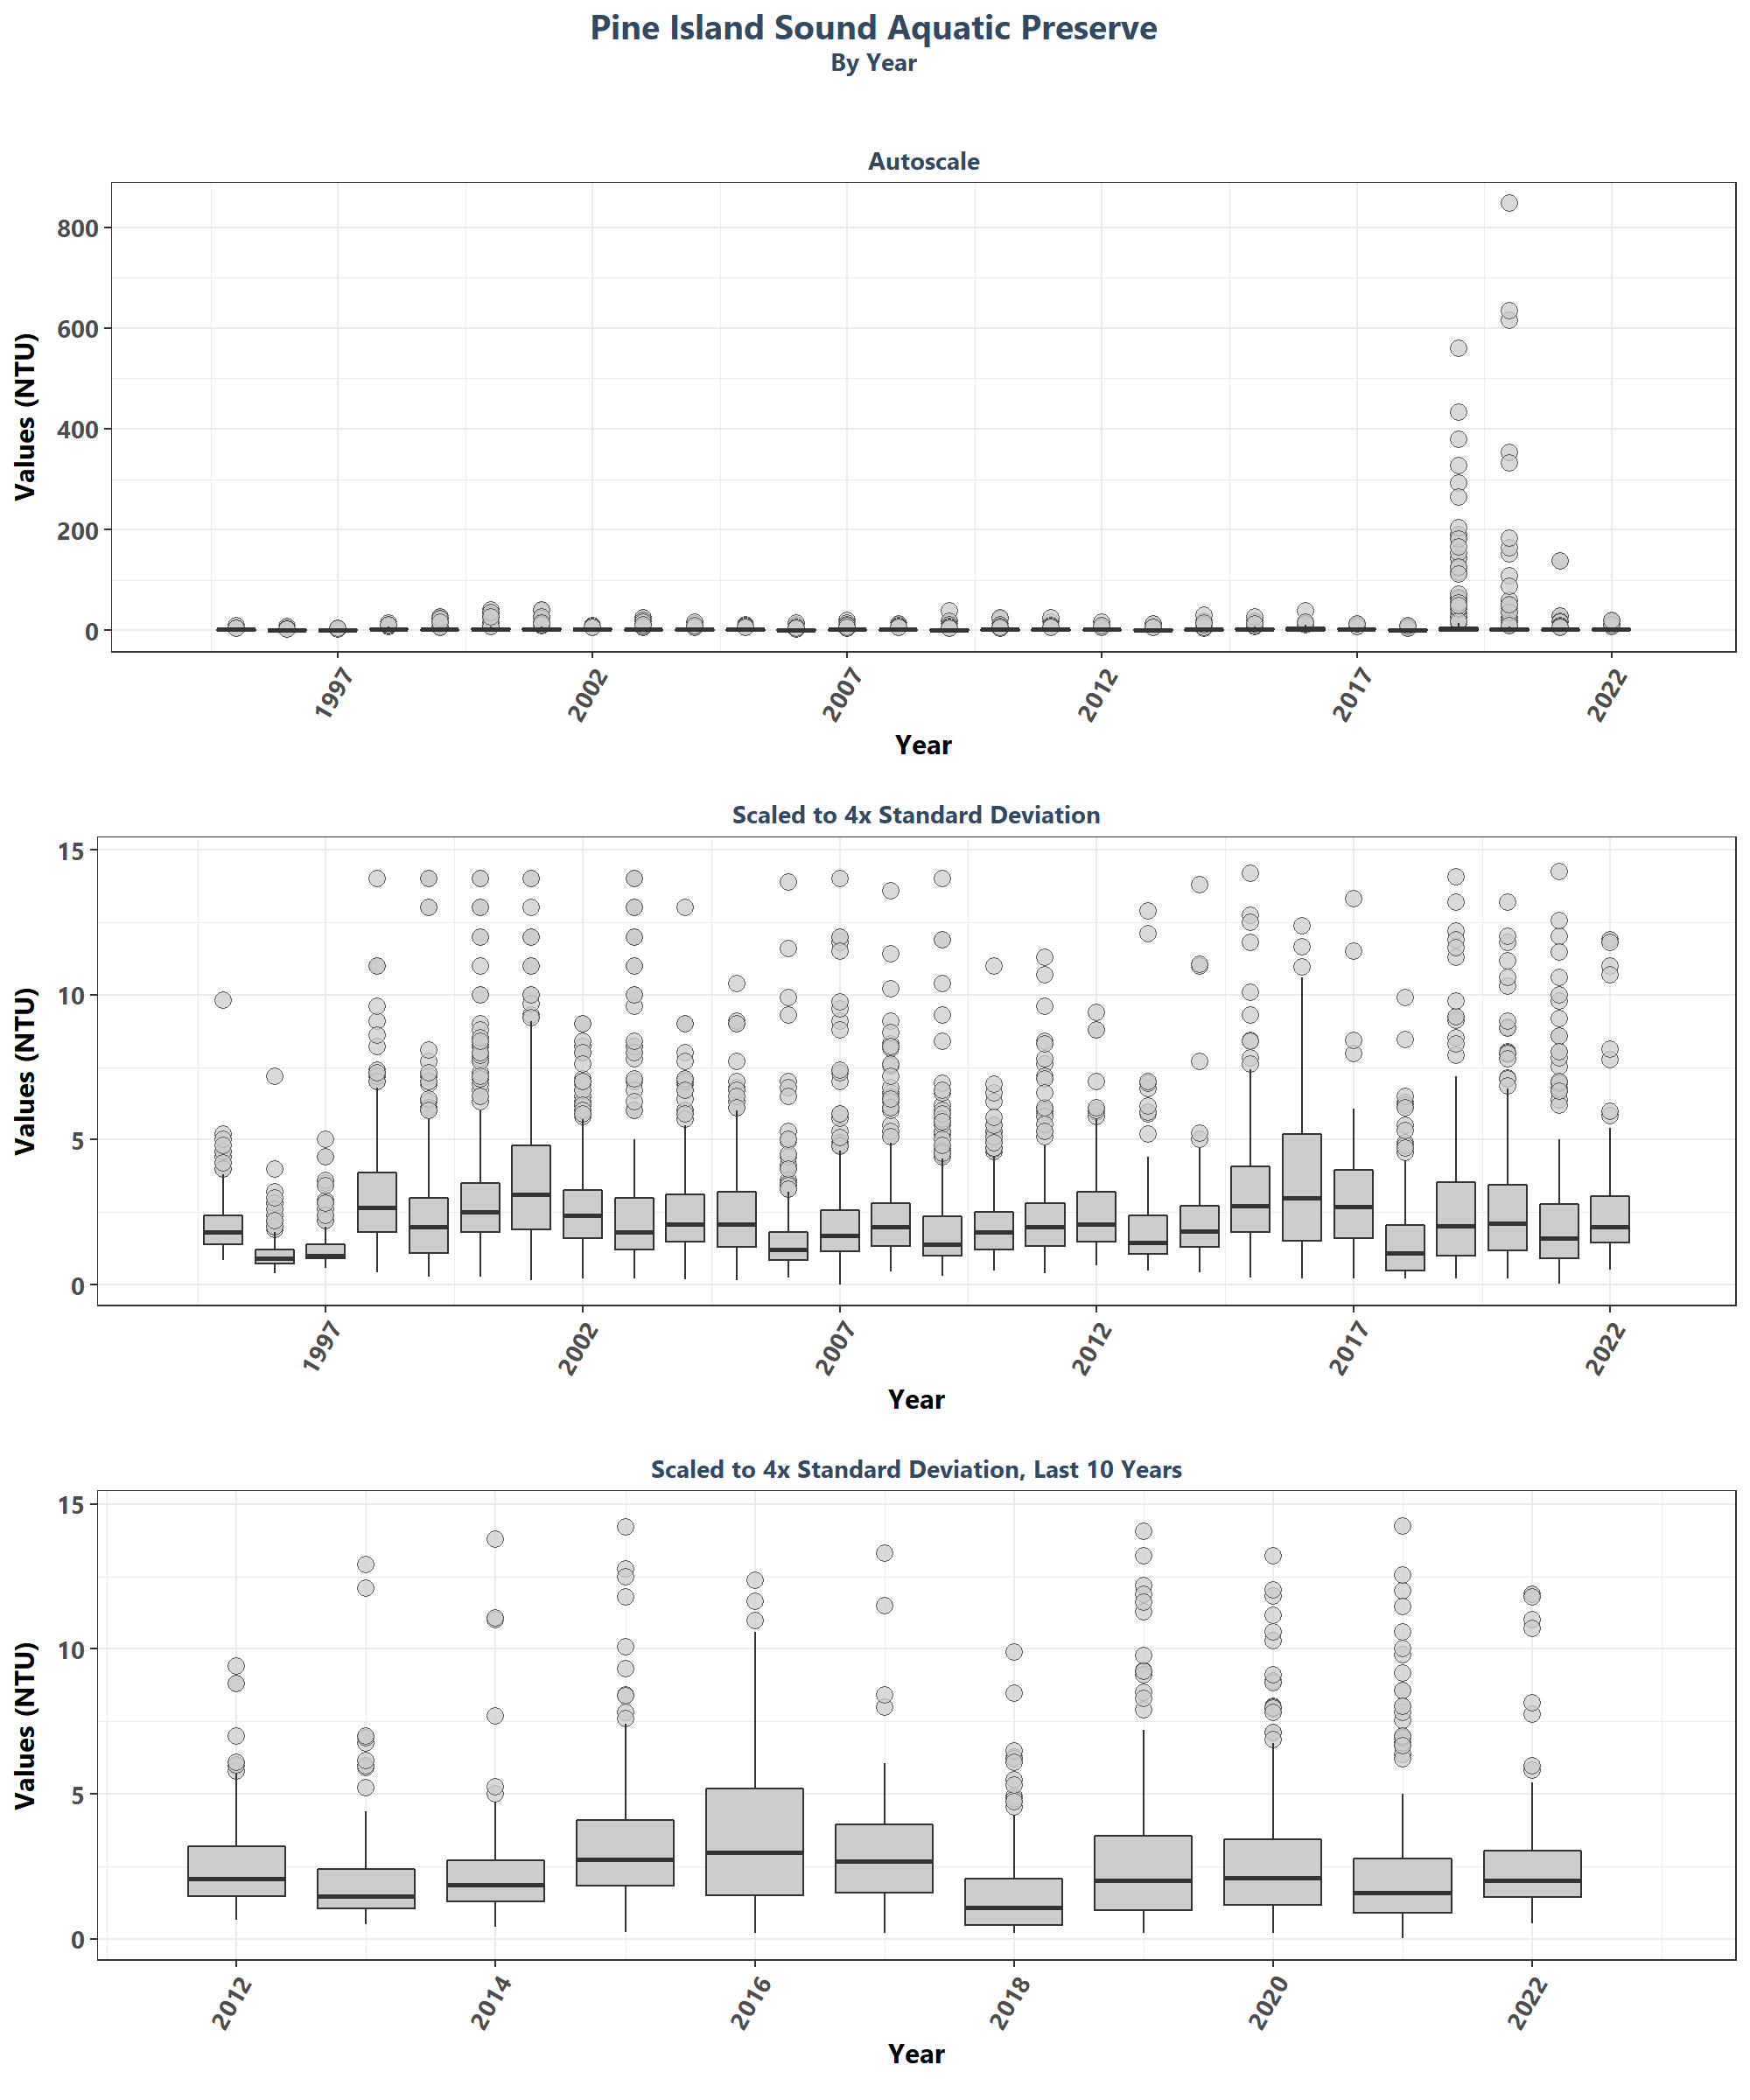 Pine Island Sound Aquatic Preserve
By Year
Autoscale
Values (NTU)
800
600
400
200
0
1997 2002 2007 2012 2017 2022
Year
Scaled to 4x Standard Deviation
Values (NTU)
15
10
5
0
1997 2002 2007 2012 2017 2022
Year
Scaled to 4x Standard Deviation, Last 10 Years
Values (NTU)
15
10
5
0
2012 2014 2016 2018 2020 2022
Year